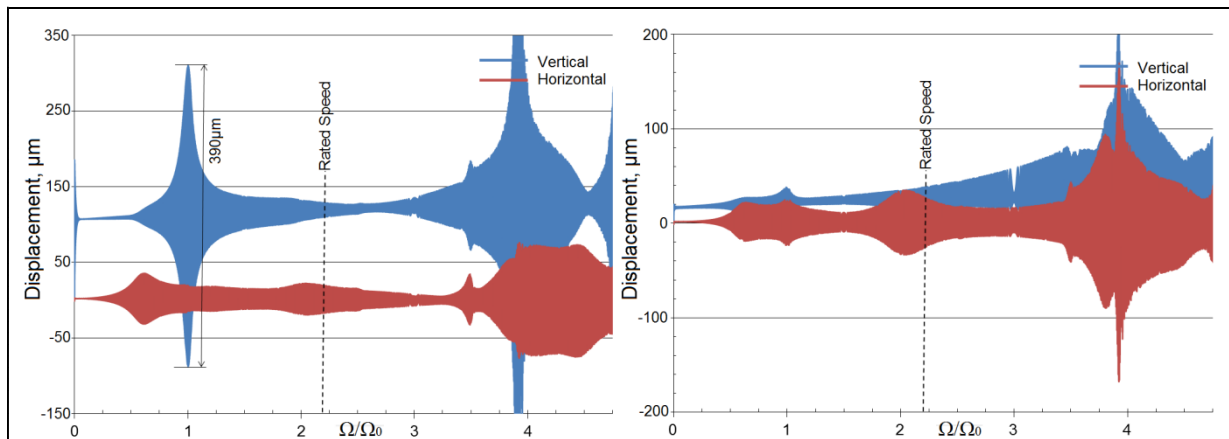 350
250
150
50
-50
-150
Displacement, µm
390µm
Rated Speed
Vertical
Horizontal
0
1
2
Ω/Ω₀
3
4
200
100
0
-100
-200
Displacement, µm
Rated Speed
Vertical
Horizontal
0
1
2
Ω/Ω₀
3
4